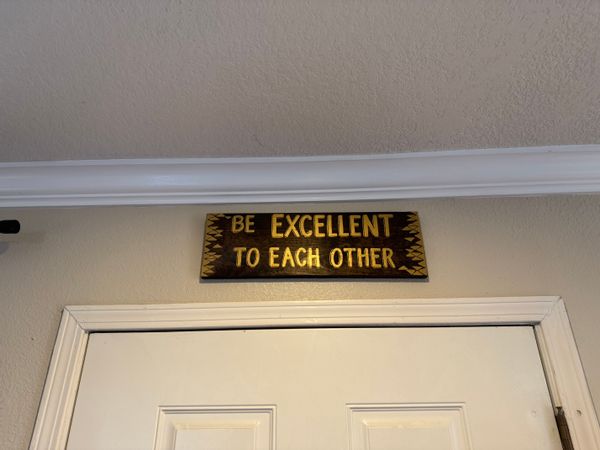 BE EXCELLENT
TO EACH OTHER